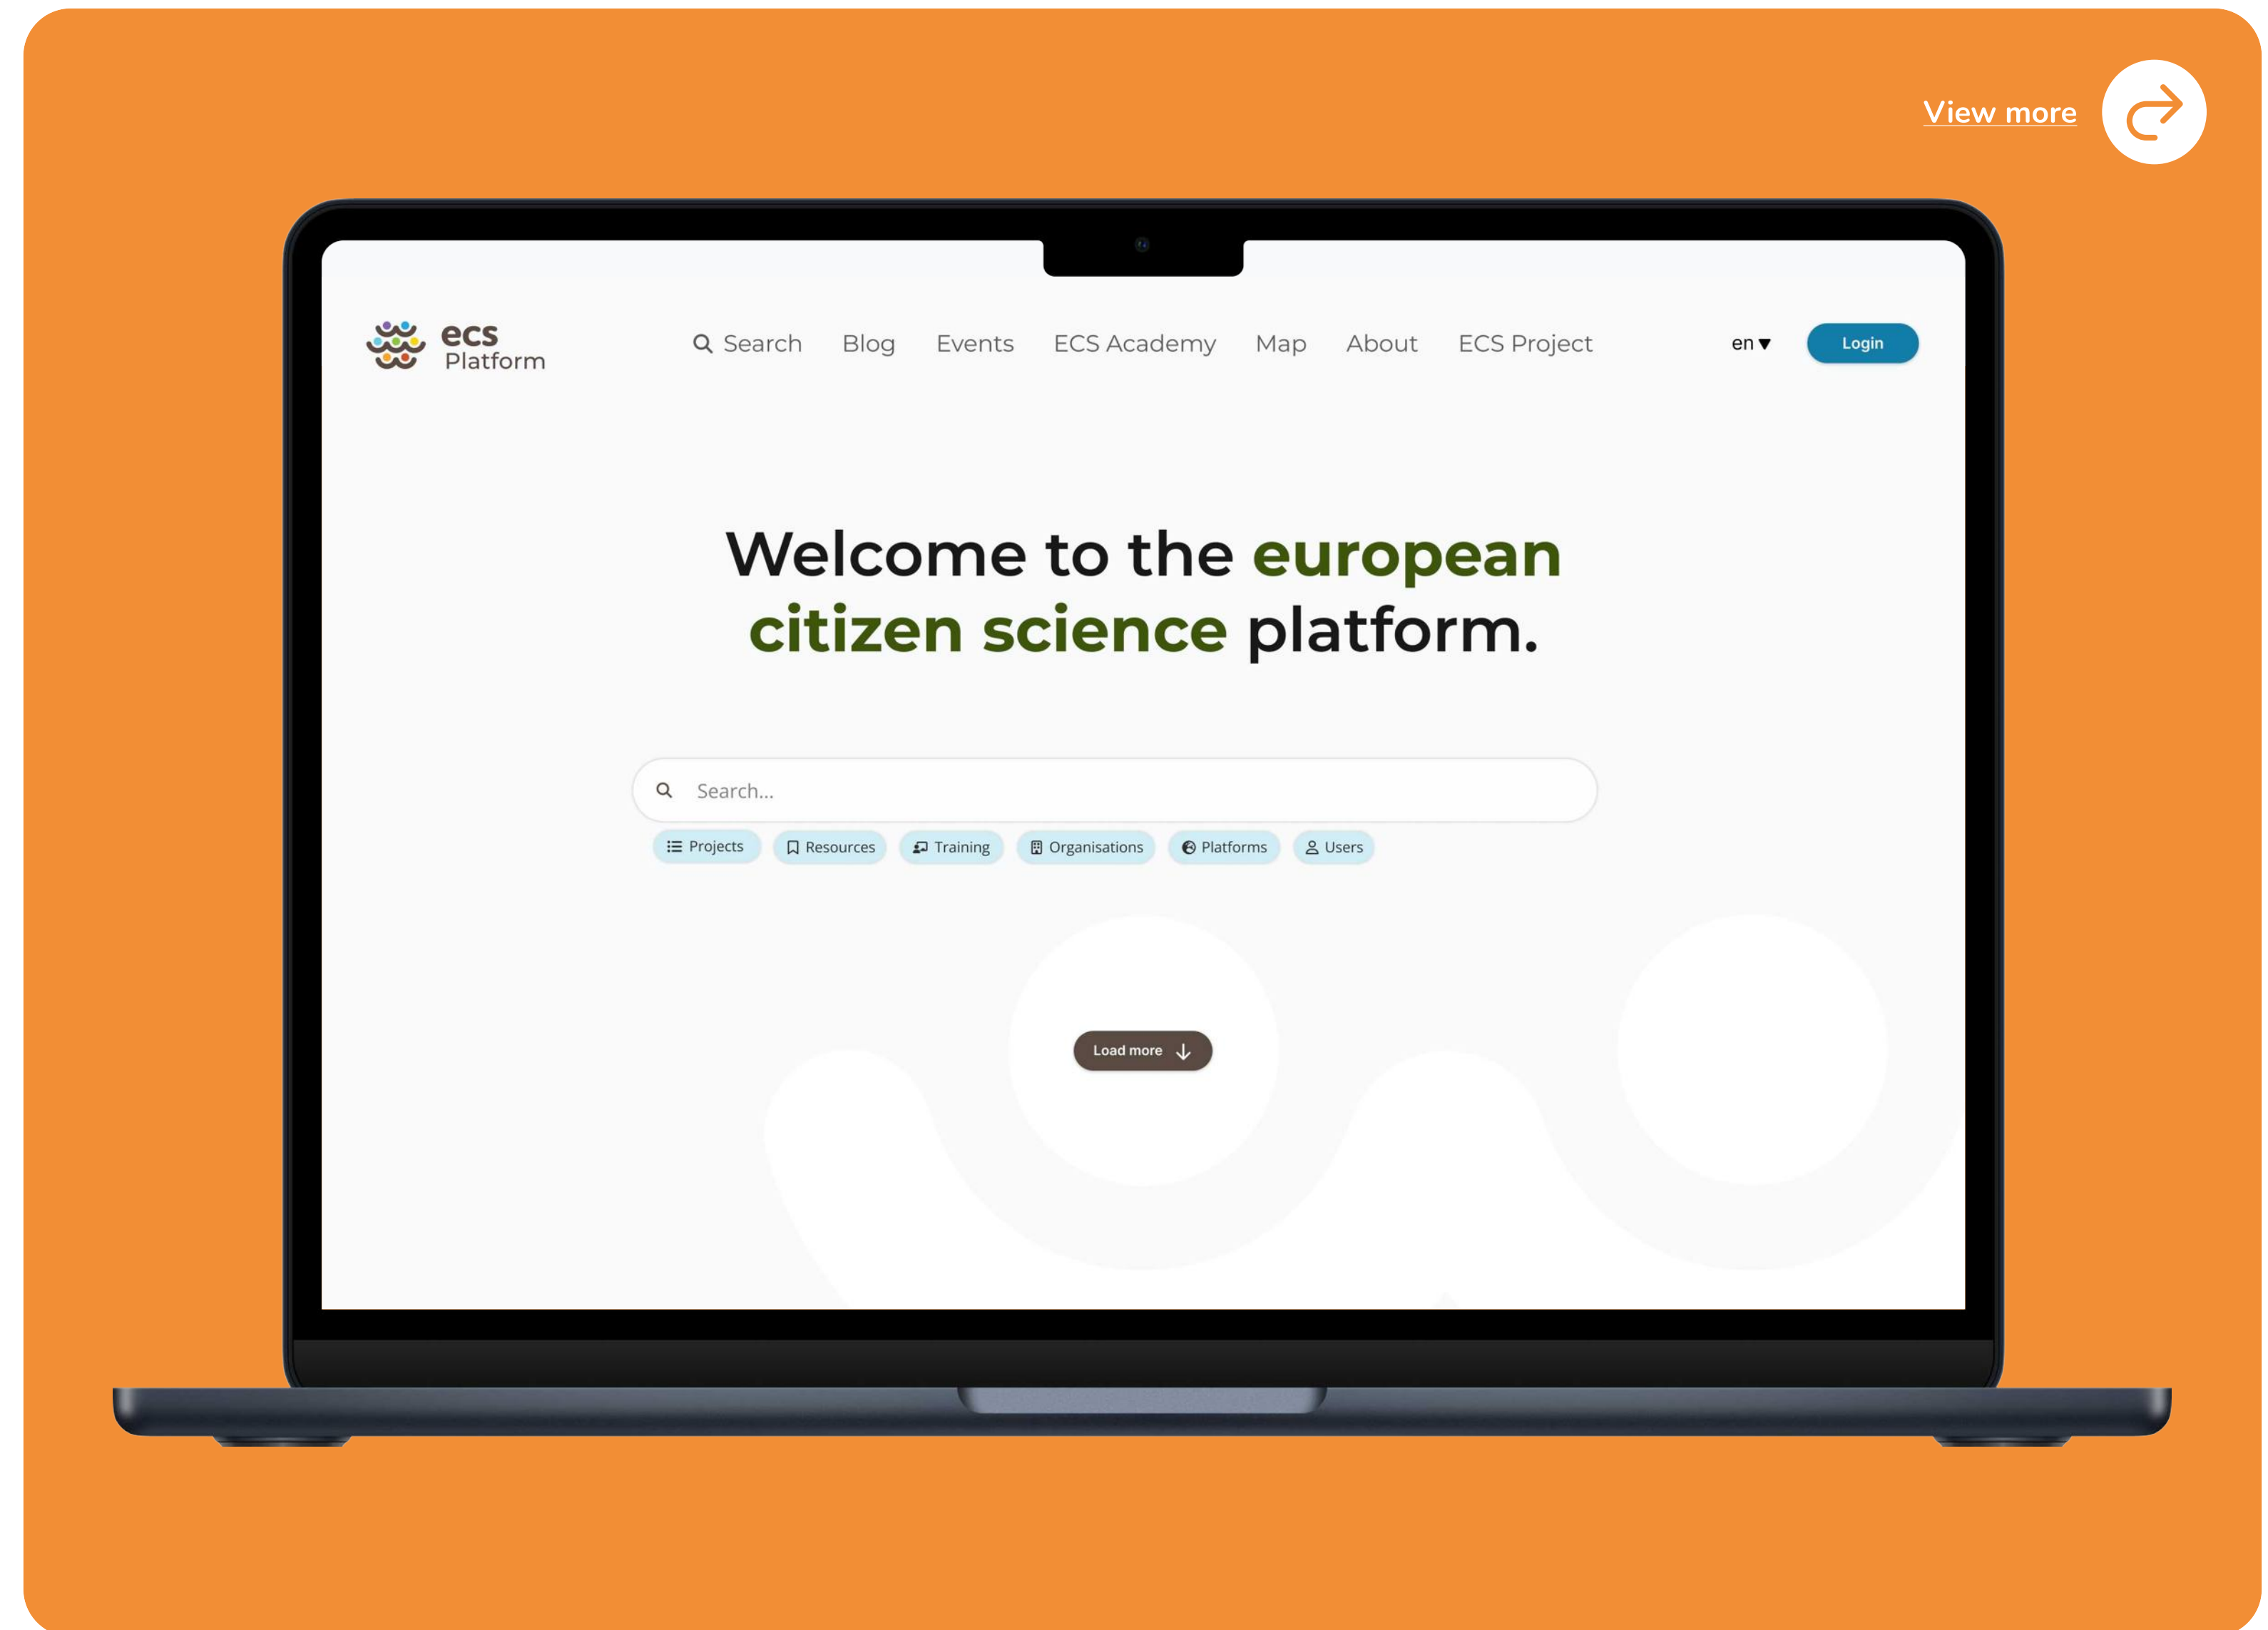 View more
ecs
Platform
Search Blog Events ECS Academy Map About ECS Project en Login
Welcome to the european
citizen science platform.
Search...
Projects Resources Training Organisations Platforms Users
Load more